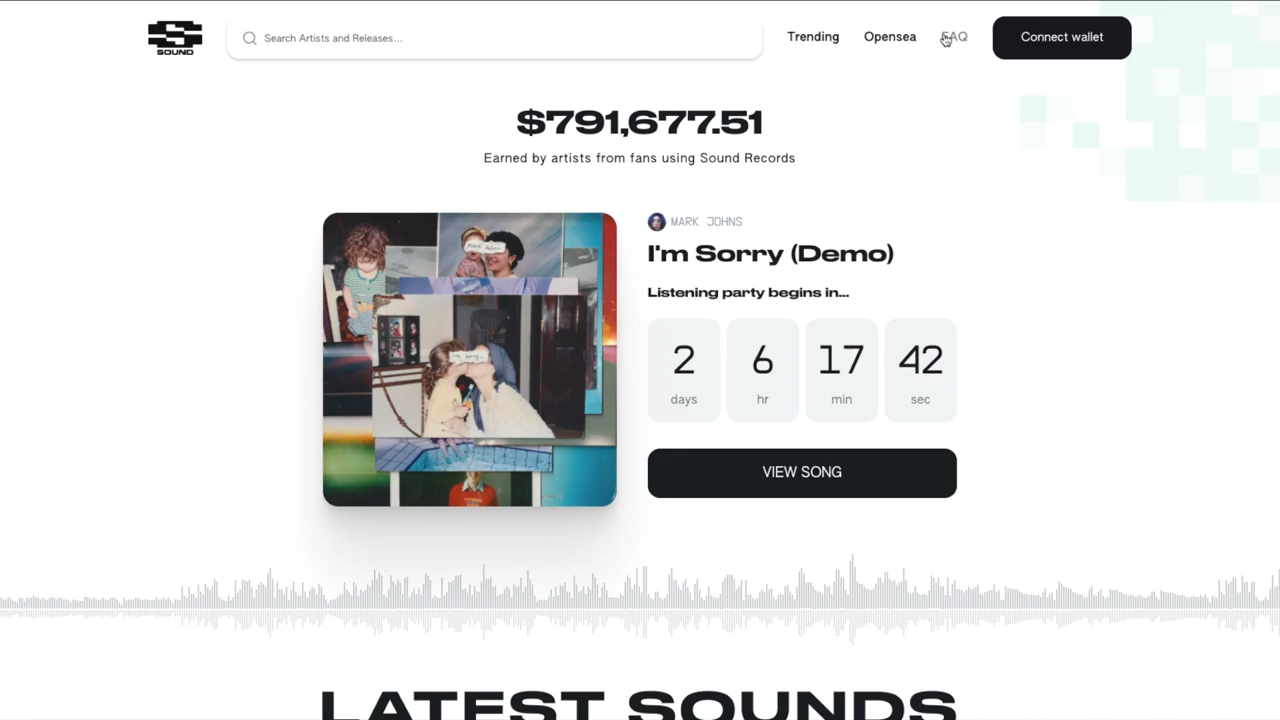 SOUND
Search Artists and Releases...
Trending
Opensea
FAQ
Connect wallet
$791,677.51
Earned by artists from fans using Sound Records
MARK JOHNS
I'm Sorry (Demo)
Listening party begins in...
2 6 17 42
days hr min sec
I'm Sorry...
VIEW SONG
LATEST SOUNDS